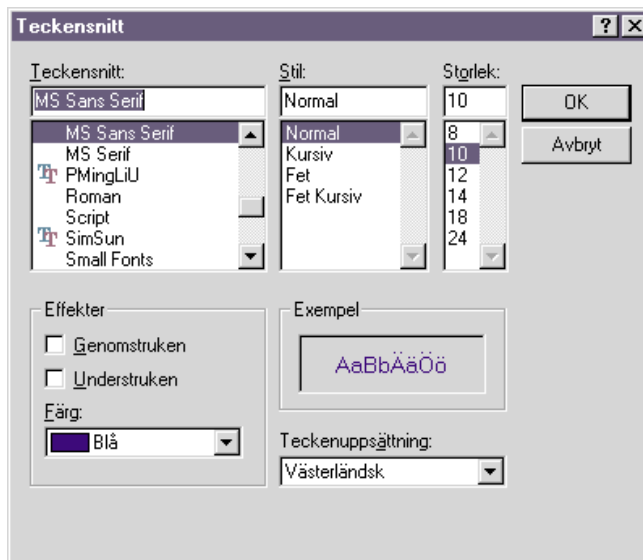 Teckensnitt
Teckensnitt:
MS Sans Serif
MS Sans Serif
MS Serif
PMingLiU
Roman
Script
SimSun
Small Fonts
Stil:
Normal
Normal
Kursiv
Fet
Fet Kursiv
Storlek:
10
8
10
12
14
18
24
OK
Avbryt
Effekter
Genomstruken
Understruken
Färg:
Blå
Exempel
AaBbÄäÖö
Teckenuppsättning:
Västerländsk